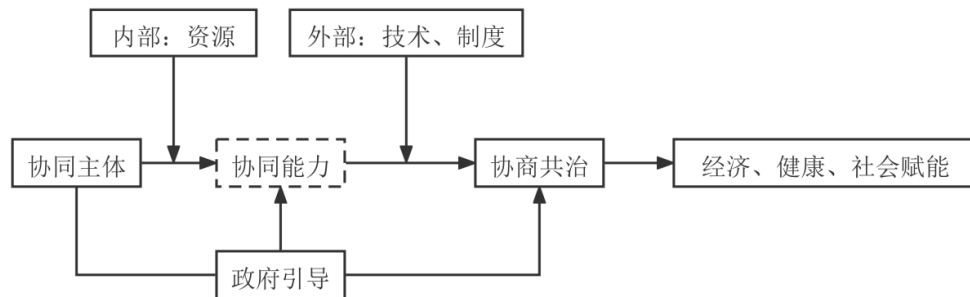 内部：资源
外部：技术、制度
协同主体
协同能力
协商共治
经济、健康、社会赋能
政府引导